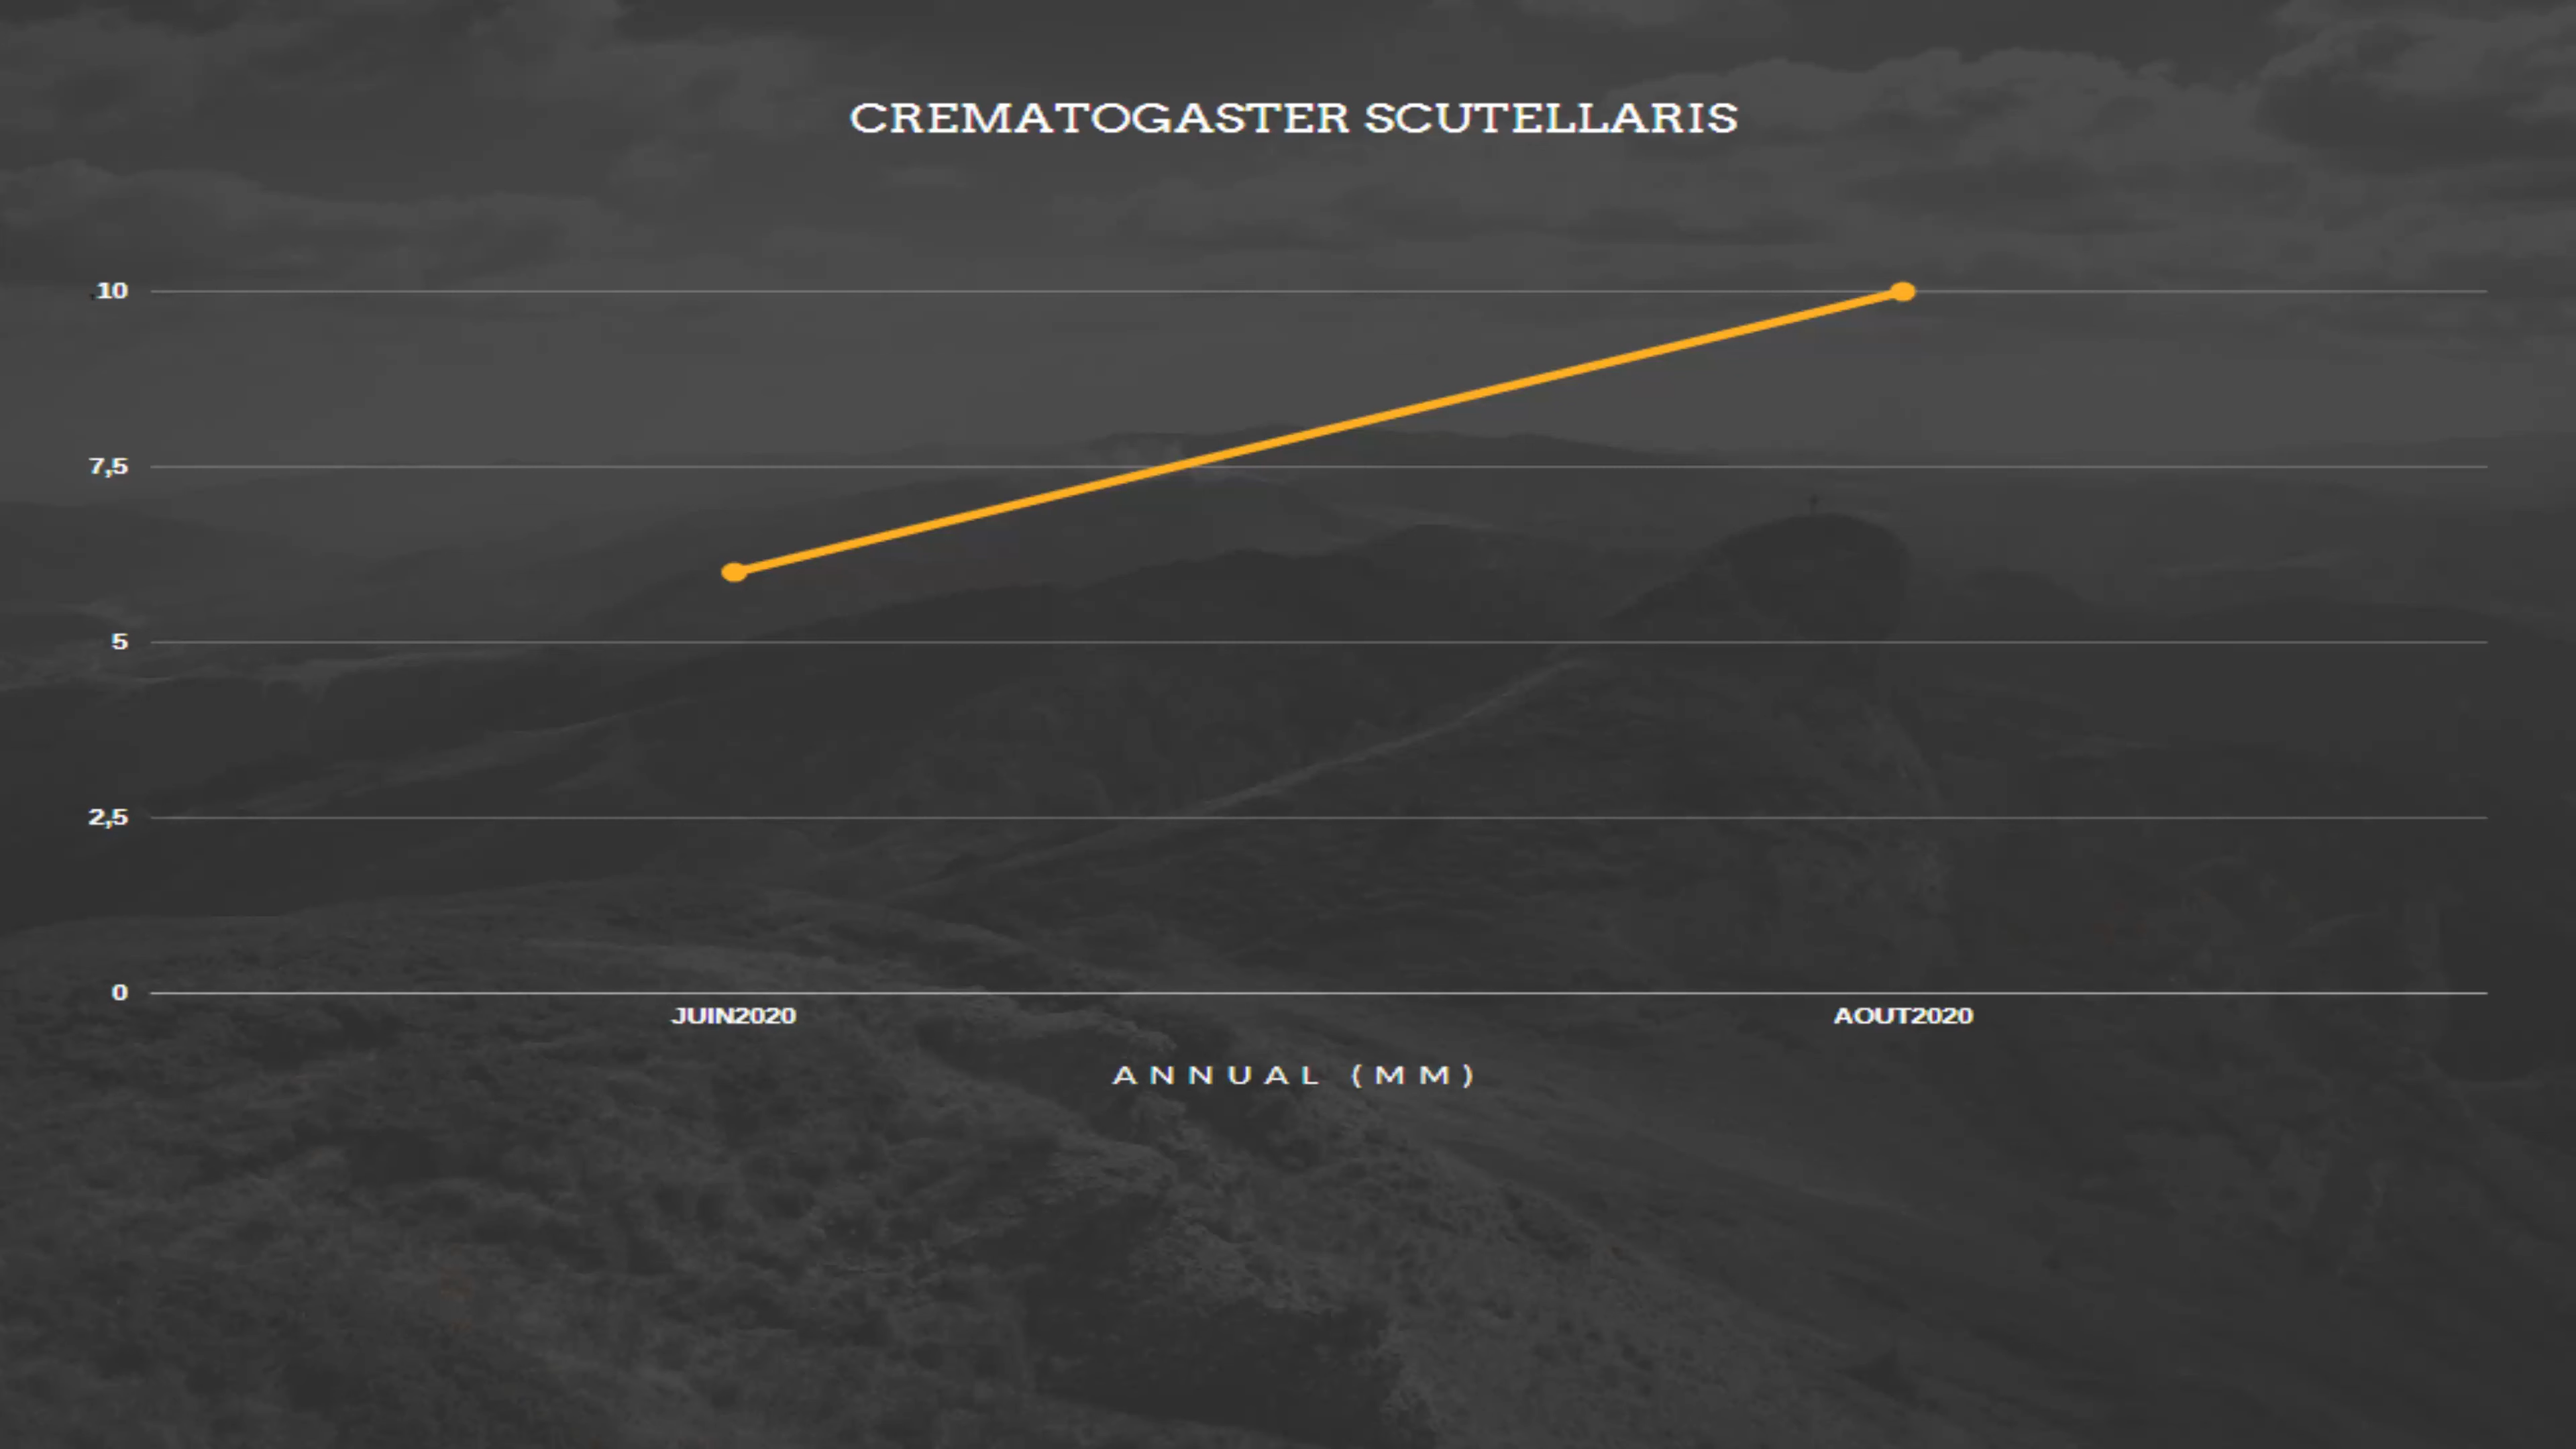 CREMATOGASTER SCUTELLARIS
10
7,5
5
2,5
0
JUIN2020
AOUT2020
ANNUAL (MM)